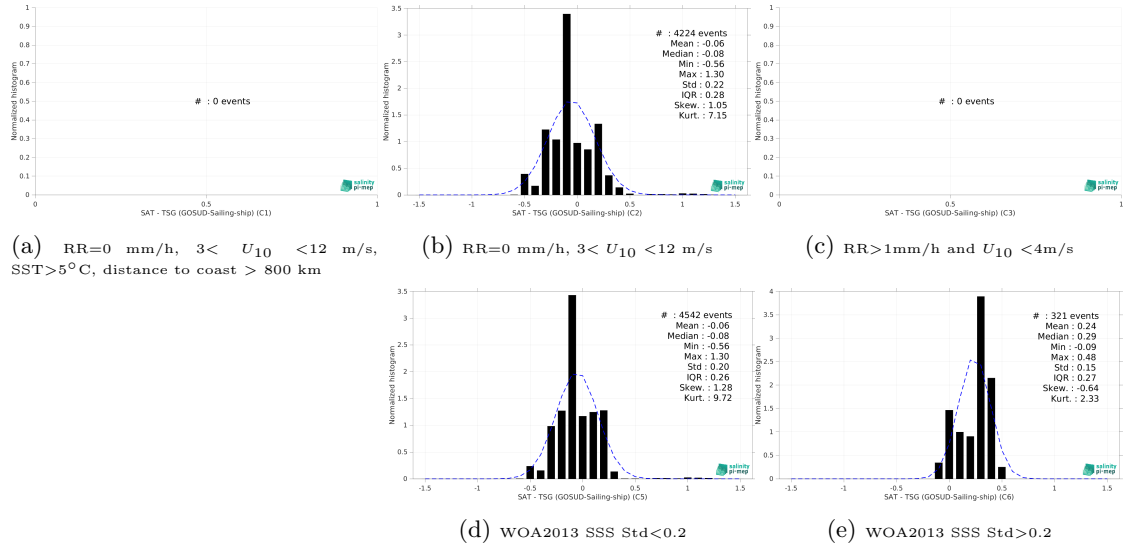 1
0.9
0.8
0.7
0.6
0.5
0.4
0.3
0.2
0.1
0
Normalized histogram
# : 0 events
0 0.5 1
SAT - TSG (GOSUD-Sailing-ship) (C1)
salinity
pi-mep
(a) RR=0 mm/h, 3< U10 <12 m/s,
SST>5°C, distance to coast > 800 km
3.5
3
2.5
2
1.5
1
0.5
0
Normalized histogram
# : 4224 events
Mean : -0.06
Median : -0.08
Min : -0.56
Max : 1.30
Std : 0.22
IQR : 0.28
Skew. : 1.05
Kurt. : 7.15
-1.5 -1 -0.5 0 0.5 1 1.5
SAT - TSG (GOSUD-Sailing-ship) (C2)
salinity
pi-mep
(b) RR=0 mm/h, 3< U10 <12 m/s
1
0.9
0.8
0.7
0.6
0.5
0.4
0.3
0.2
0.1
0
Normalized histogram
# : 0 events
0 0.5 1
SAT - TSG (GOSUD-Sailing-ship) (C3)
salinity
pi-mep
(c) RR>1mm/h and U10 <4m/s
3.5
3
2.5
2
1.5
1
0.5
0
Normalized histogram
# : 4542 events
Mean : -0.06
Median : -0.08
Min : -0.56
Max : 1.30
Std : 0.20
IQR : 0.26
Skew. : 1.28
Kurt. : 9.72
-1.5 -1 -0.5 0 0.5 1 1.5
SAT - TSG (GOSUD-Sailing-ship) (C5)
salinity
pi-mep
(d) WOA2013 SSS Std<0.2
4
3.5
3
2.5
2
1.5
1
0.5
0
Normalized histogram
# : 321 events
Mean : 0.24
Median : 0.29
Min : -0.09
Max : 0.48
Std : 0.15
IQR : 0.27
Skew. : -0.64
Kurt. : 2.33
-1.5 -1 -0.5 0 0.5 1 1.5
SAT - TSG (GOSUD-Sailing-ship) (C6)
salinity
pi-mep
(e) WOA2013 SSS Std>0.2